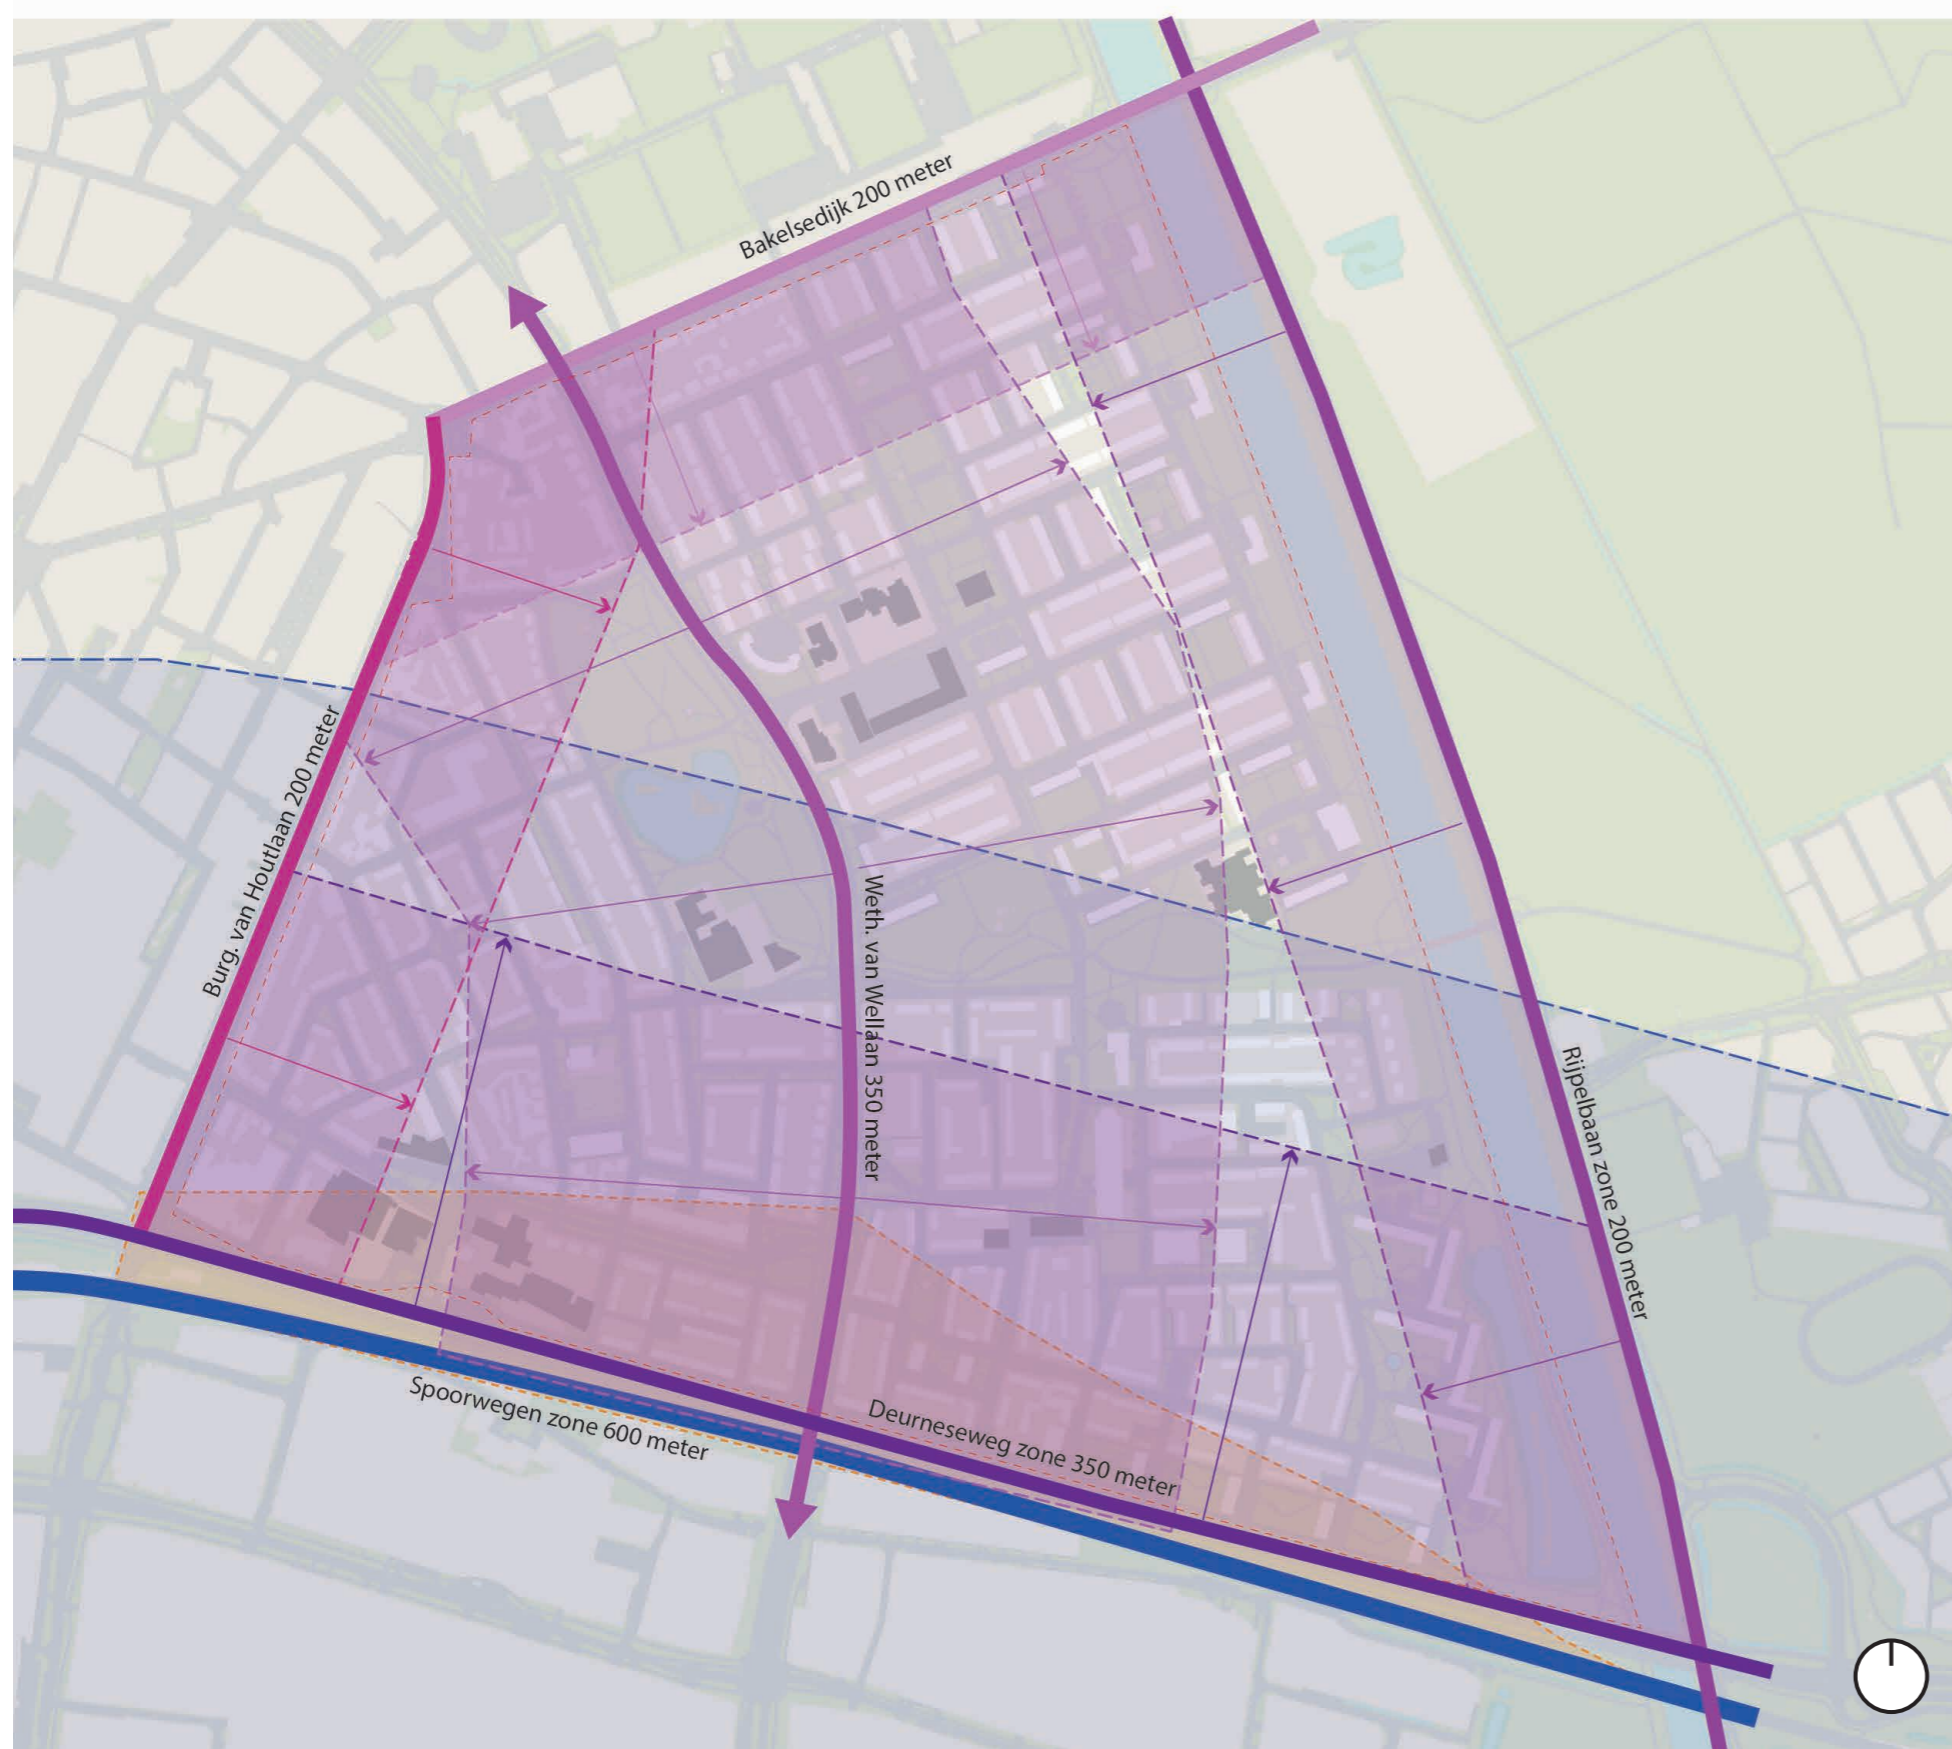 Bakelsedijk 200 meter
Burg. van Houtlaan 200 meter
Weth. van Wellaan 350 meter
Rijpelbaan zone 200 meter
Deurneseweg zone 350 meter
Spoorwegen zone 600 meter